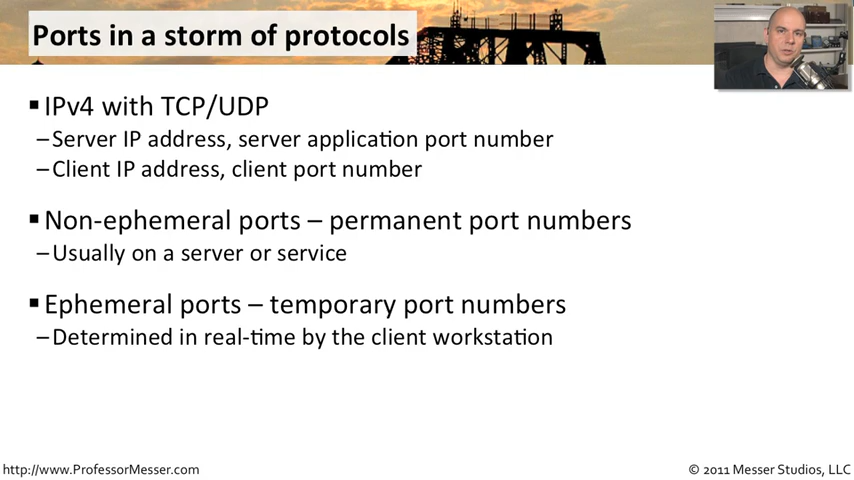 Ports in a storm of protocols
▪IPv4 with TCP/UDP
–Server IP address, server application port number
–Client IP address, client port number
▪Non-ephemeral ports – permanent port numbers
–Usually on a server or service
▪Ephemeral ports – temporary port numbers
–Determined in real-time by the client workstation
http://www.ProfessorMesser.com
© 2011 Messer Studios, LLC